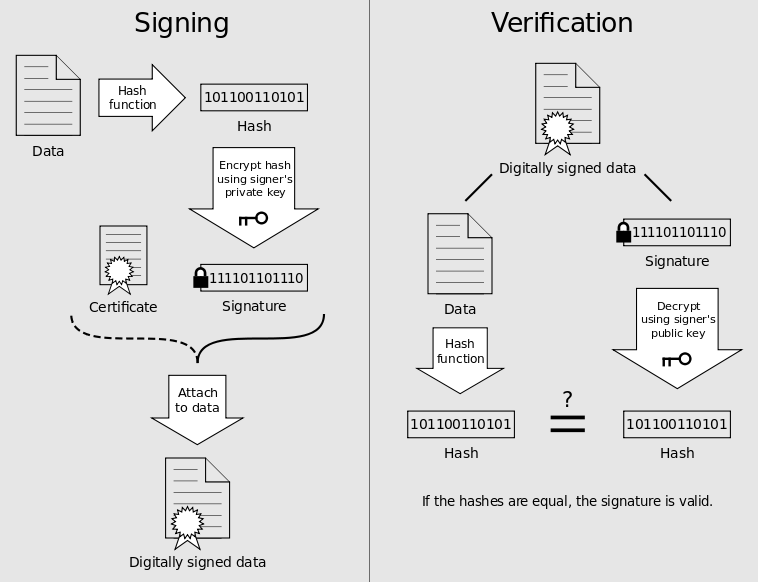 Signing
Hash
function
101100110101
Data
Hash
Encrypt hash
using signer's
private key
111101101110
Certificate
Signature
Attach
to data
Digitally signed data
Verification
Digitally signed data
111101101110
Signature
Data
Decrypt
using signer's
public key
Hash
function
?
101100110101
101100110101
Hash
Hash
If the hashes are equal, the signature is valid.